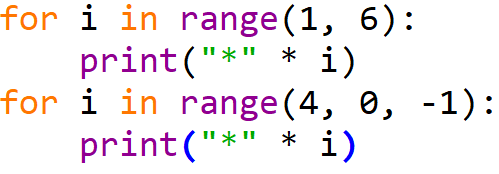 for i in range(1, 6):
    print("*" * i)
for i in range(4, 0, -1):
    print("*" * i)